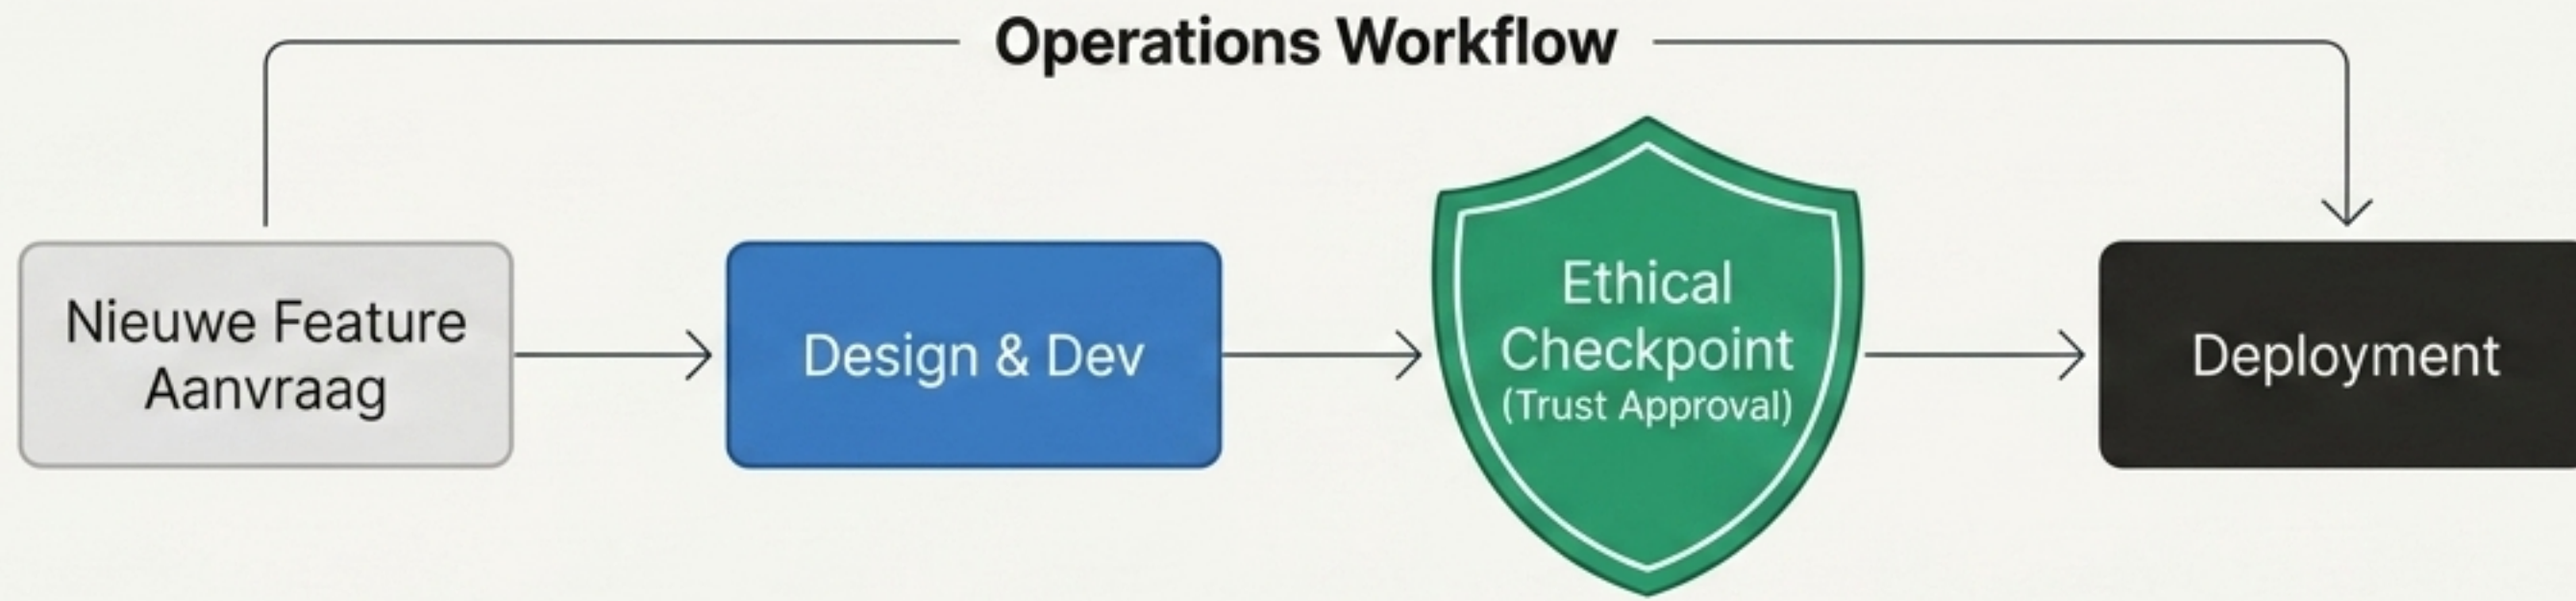 Operations Workflow
Nieuwe Feature
Aanvraag
Design & Dev
Ethical
Checkpoint
(Trust Approval)
Deployment